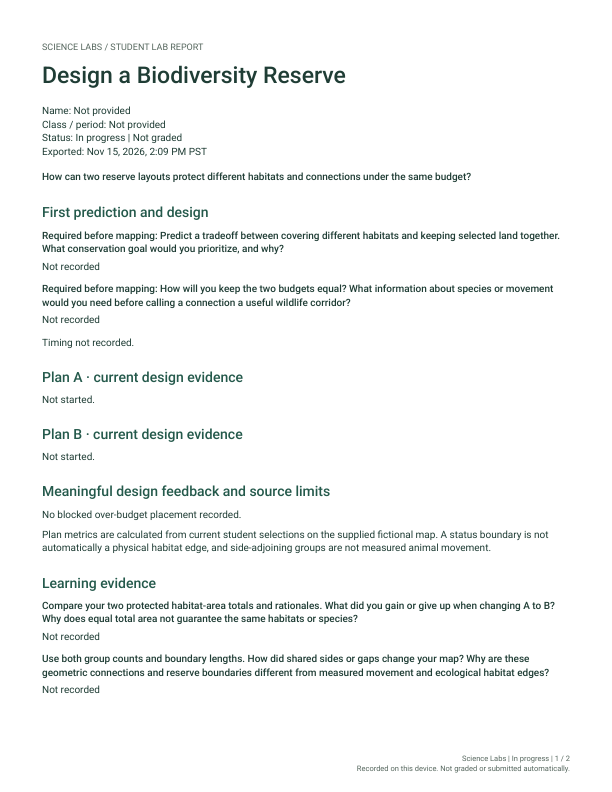 SCIENCE LABS / STUDENT LAB REPORT
Design a Biodiversity Reserve
Name: Not provided
Class / period: Not provided
Status: In progress | Not graded
Exported: Nov 15, 2026, 2:09 PM PST
How can two reserve layouts protect different habitats and connections under the same budget?
First prediction and design
Required before mapping: Predict a tradeoff between covering different habitats and keeping selected land together.
What conservation goal would you prioritize, and why?
Not recorded
Required before mapping: How will you keep the two budgets equal? What information about species or movement
would you need before calling a connection a useful wildlife corridor?
Not recorded
Timing not recorded.
Plan A · current design evidence
Not started.
Plan B · current design evidence
Not started.
Meaningful design feedback and source limits
No blocked over-budget placement recorded.
Plan metrics are calculated from current student selections on the supplied fictional map. A status boundary is not
automatically a physical habitat edge, and side-adjoining groups are not measured animal movement.
Learning evidence
Compare your two protected habitat-area totals and rationales. What did you gain or give up when changing A to B?
Why does equal total area not guarantee the same habitats or species?
Not recorded
Use both group counts and boundary lengths. How did shared sides or gaps change your map? Why are these
geometric connections and reserve boundaries different from measured movement and ecological habitat edges?
Not recorded
Science Labs | In progress | 1 / 2
Recorded on this device. Not graded or submitted automatically.